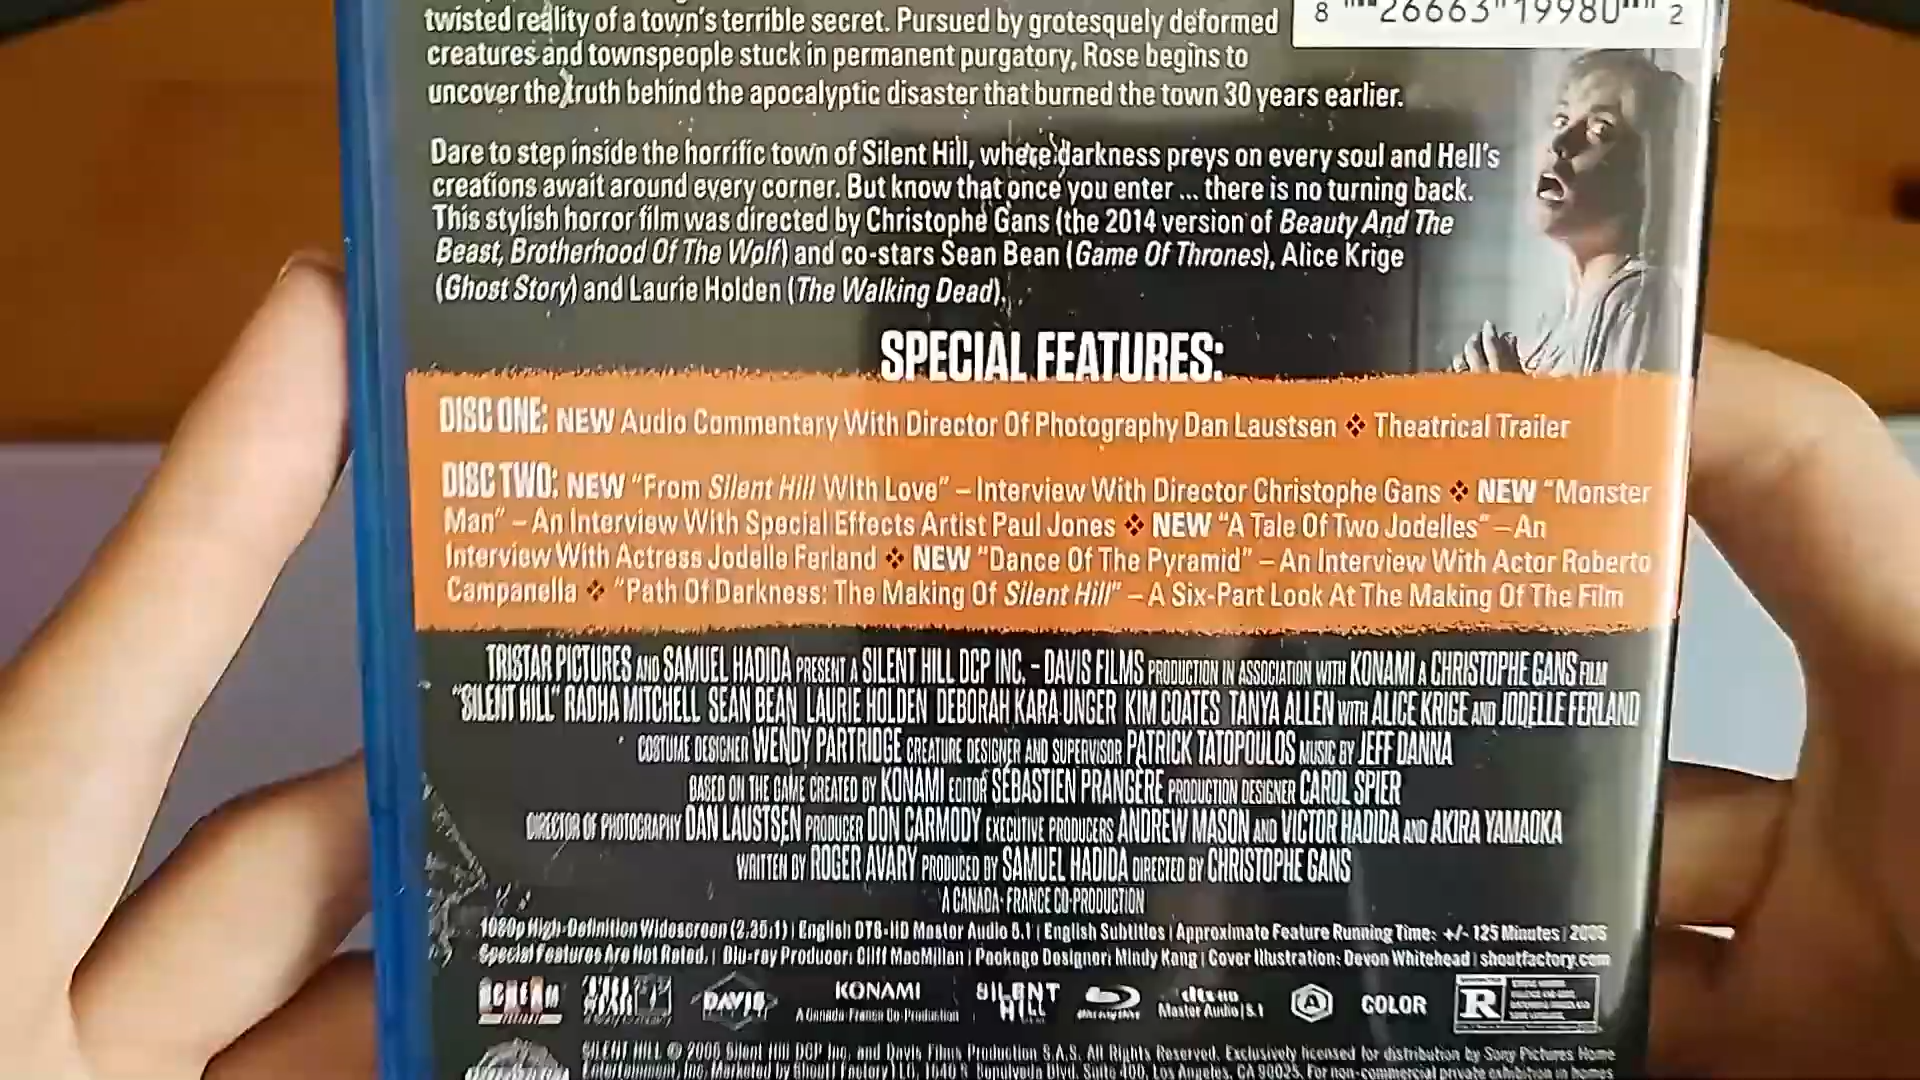 8 26663 19980 2
twisted reality of a town's terrible secret. Pursued by grotesquely deformed
creatures and townspeople stuck in permanent purgatory, Rose begins to
uncover the truth behind the apocalyptic disaster that burned the town 30 years earlier.
Dare to step inside the horrific town of Silent Hill, where darkness preys on every soul and Hell's
creations await around every corner. But know that once you enter ... there is no turning back.
This stylish horror film was directed by Christophe Gans (the 2014 version of Beauty And The
Beast, Brotherhood Of The Wolf) and co-stars Sean Bean (Game Of Thrones), Alice Krige
(Ghost Story) and Laurie Holden (The Walking Dead).
SPECIAL FEATURES:
DISC ONE: NEW Audio Commentary With Director Of Photography Dan Laustsen ❖ Theatrical Trailer
DISC TWO: NEW "From Silent Hill With Love" – Interview With Director Christophe Gans ❖ NEW "Monster
Man" – An Interview With Special Effects Artist Paul Jones ❖ NEW "A Tale Of Two Jodelles" – An
Interview With Actress Jodelle Ferland ❖ NEW "Dance Of The Pyramid" – An Interview With Actor Roberto
Campanella ❖ "Path Of Darkness: The Making Of Silent Hill" – A Six-Part Look At The Making Of The Film
TRISTAR PICTURES AND SAMUEL HADIDA PRESENT A SILENT HILL DCP INC. - DAVIS FILMS PRODUCTION IN ASSOCIATION WITH KONAMI A CHRISTOPHE GANS FILM
"SILENT HILL" RADHA MITCHELL SEAN BEAN LAURIE HOLDEN DEBORAH KARA UNGER KIM COATES TANYA ALLEN WITH ALICE KRIGE AND JODELLE FERLAND
COSTUME DESIGNER WENDY PARTRIDGE CREATURE DESIGNER AND SUPERVISOR PATRICK TATOPOULOS MUSIC BY JEFF DANNA
BASED ON THE GAME CREATED BY KONAMI EDITOR SÉBASTIEN PRANGÈRE PRODUCTION DESIGNER CAROL SPIER
DIRECTOR OF PHOTOGRAPHY DAN LAUSTSEN PRODUCER DON CARMODY EXECUTIVE PRODUCERS ANDREW MASON AND VICTOR HADIDA AND AKIRA YAMAOKA
WRITTEN BY ROGER AVARY PRODUCED BY SAMUEL HADIDA DIRECTED BY CHRISTOPHE GANS
A CANADA-FRANCE CO-PRODUCTION
1080p High-Definition Widescreen (2.35:1) | English DTS-HD Master Audio 5.1 | English Subtitles | Approximate Feature Running Time: +/- 125 Minutes | 2006
Special Features Are Not Rated. | Blu-ray Producer: Cliff MacMillan | Package Designer: Mindy Kang | Cover Illustration: Devon Whitehead | shoutfactory.com
SCREAM DAVIS KONAMI SILENT HILL dts-HD COLOR R
A Canada-France Co-Production Master Audio | 5.1
SILENT HILL © 2006 Silent Hill DCP Inc. and Davis Films Production S.A.S. All Rights Reserved. Exclusively licensed for distribution by Sony Pictures Home
Entertainment Inc. Marketed by Shout! Factory LLC, Suite 400, Los Angeles, CA 90025. For non-commercial private exhibition in homes